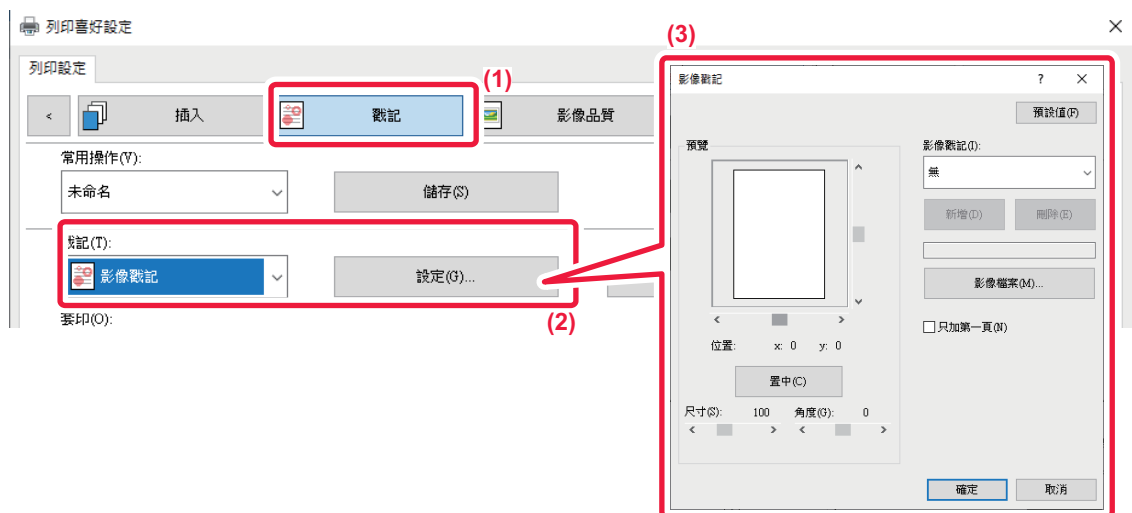 列印喜好設定
(3)
列印設定
(1)
插入
戳記
影像品質
常用操作(V):
未命名
儲存(S)
戳記(T):
影像戳記
設定(G)...
(2)
套印(O):
影像戳記
預設值(F)
預覽
影像戳記(I):
無
新增(D)
刪除(E)
影像檔案(M)...
只加第一頁(N)
位置: x: 0 y: 0
置中(C)
尺寸(S): 100 角度(G): 0
確定
取消